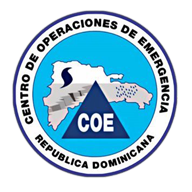 CENTRO DE OPERACIONES DE EMERGENCIA
COE
REPUBLICA DOMINICANA